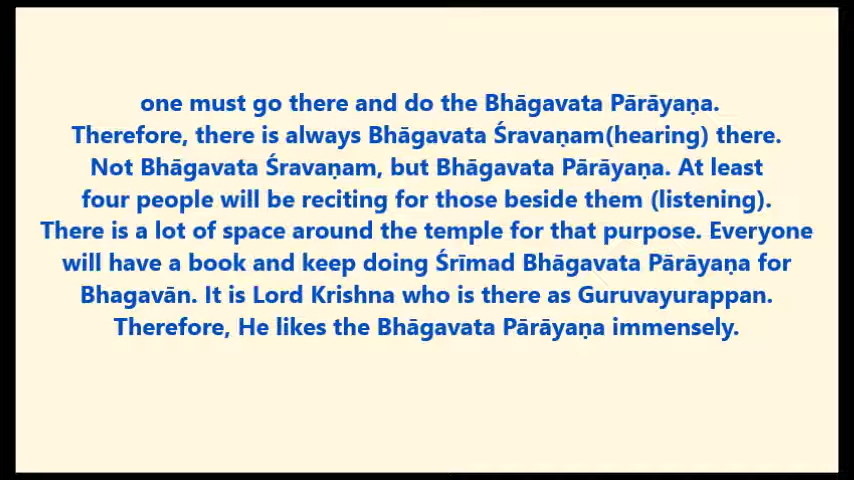 one must go there and do the Bhāgavata Pārāyaṇa.
Therefore, there is always Bhāgavata Śravaṇam(hearing) there.
Not Bhāgavata Śravaṇam, but Bhāgavata Pārāyaṇa. At least
four people will be reciting for those beside them (listening).
There is a lot of space around the temple for that purpose. Everyone
will have a book and keep doing Śrīmad Bhāgavata Pārāyaṇa for
Bhagavān. It is Lord Krishna who is there as Guruvayurappan.
Therefore, He likes the Bhāgavata Pārāyaṇa immensely.